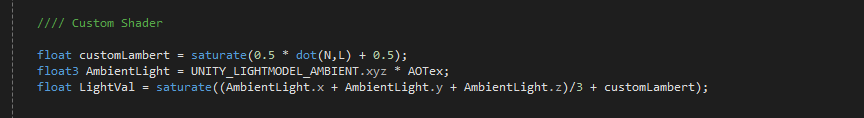 //// Custom Shader
float customLambert = saturate(0.5 * dot(N,L) + 0.5);
float3 AmbientLight = UNITY_LIGHTMODEL_AMBIENT.xyz * AOTex;
float LightVal = saturate((AmbientLight.x + AmbientLight.y + AmbientLight.z)/3 + customLambert);